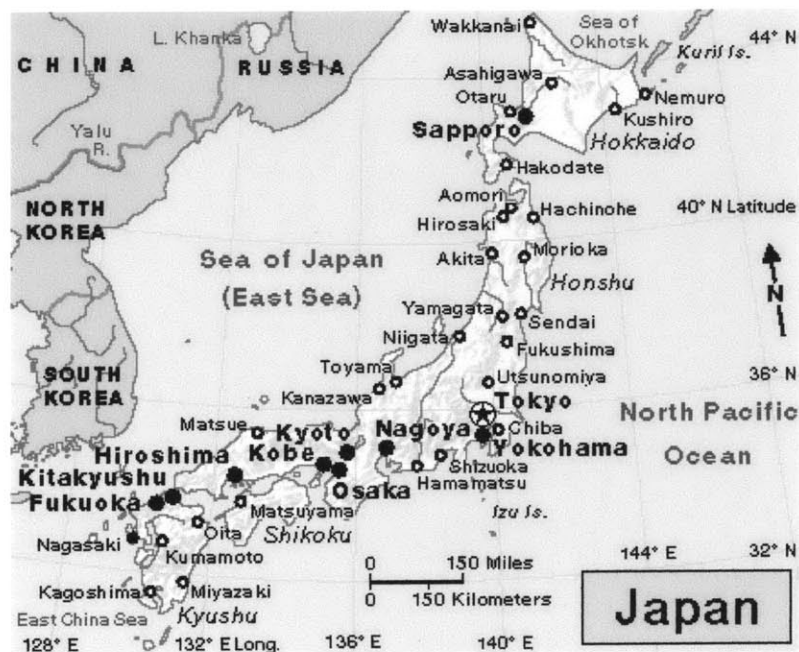 Wakkanai
Sea of
Okhotsk
44° N
L. Khanka
CHINA
RUSSIA
Kuril Is.
Asahigawa
Otaru
Nemuro
Kushiro
Sapporo
Hokkaido
Yalu
R.
Hakodate
Aomori
Hirosaki
Hachinohe
40° N Latitude
NORTH
KOREA
Sea of Japan
(East Sea)
Akita
Morioka
Honshu
N
Yamagata
Sendai
Niigata
Fukushima
Toyama
Kanazawa
Utsunomiya
36° N
SOUTH
KOREA
Tokyo
Matsue
Kyoto
Nagoya
Chiba
North Pacific
Ocean
Hiroshima
Kobe
Yokohama
Kitakyushu
Shizuoka
Hamamatsu
Fukuoka
Osaka
Matsuyama
Izu Is.
Oita
Shikoku
Nagasaki
Kumamoto
0 150 Miles
0 150 Kilometers
144° E
32° N
Kagoshima
Miyazaki
Kyushu
East China Sea
Japan
128° E
132° E Long.
136° E
140° E